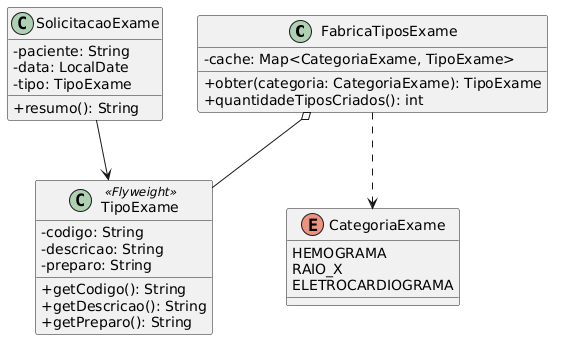 C SolicitacaoExame
-paciente: String
-data: LocalDate
-tipo: TipoExame
+resumo(): String
C FabricaTiposExame
-cache: Map<CategoriaExame, TipoExame>
+obter(categoria: CategoriaExame): TipoExame
+quantidadeTiposCriados(): int
C «Flyweight»
TipoExame
-codigo: String
-descricao: String
-preparo: String
+getCodigo(): String
+getDescricao(): String
+getPreparo(): String
E CategoriaExame
HEMOGRAMA
RAIO_X
ELETROCARDIOGRAMA